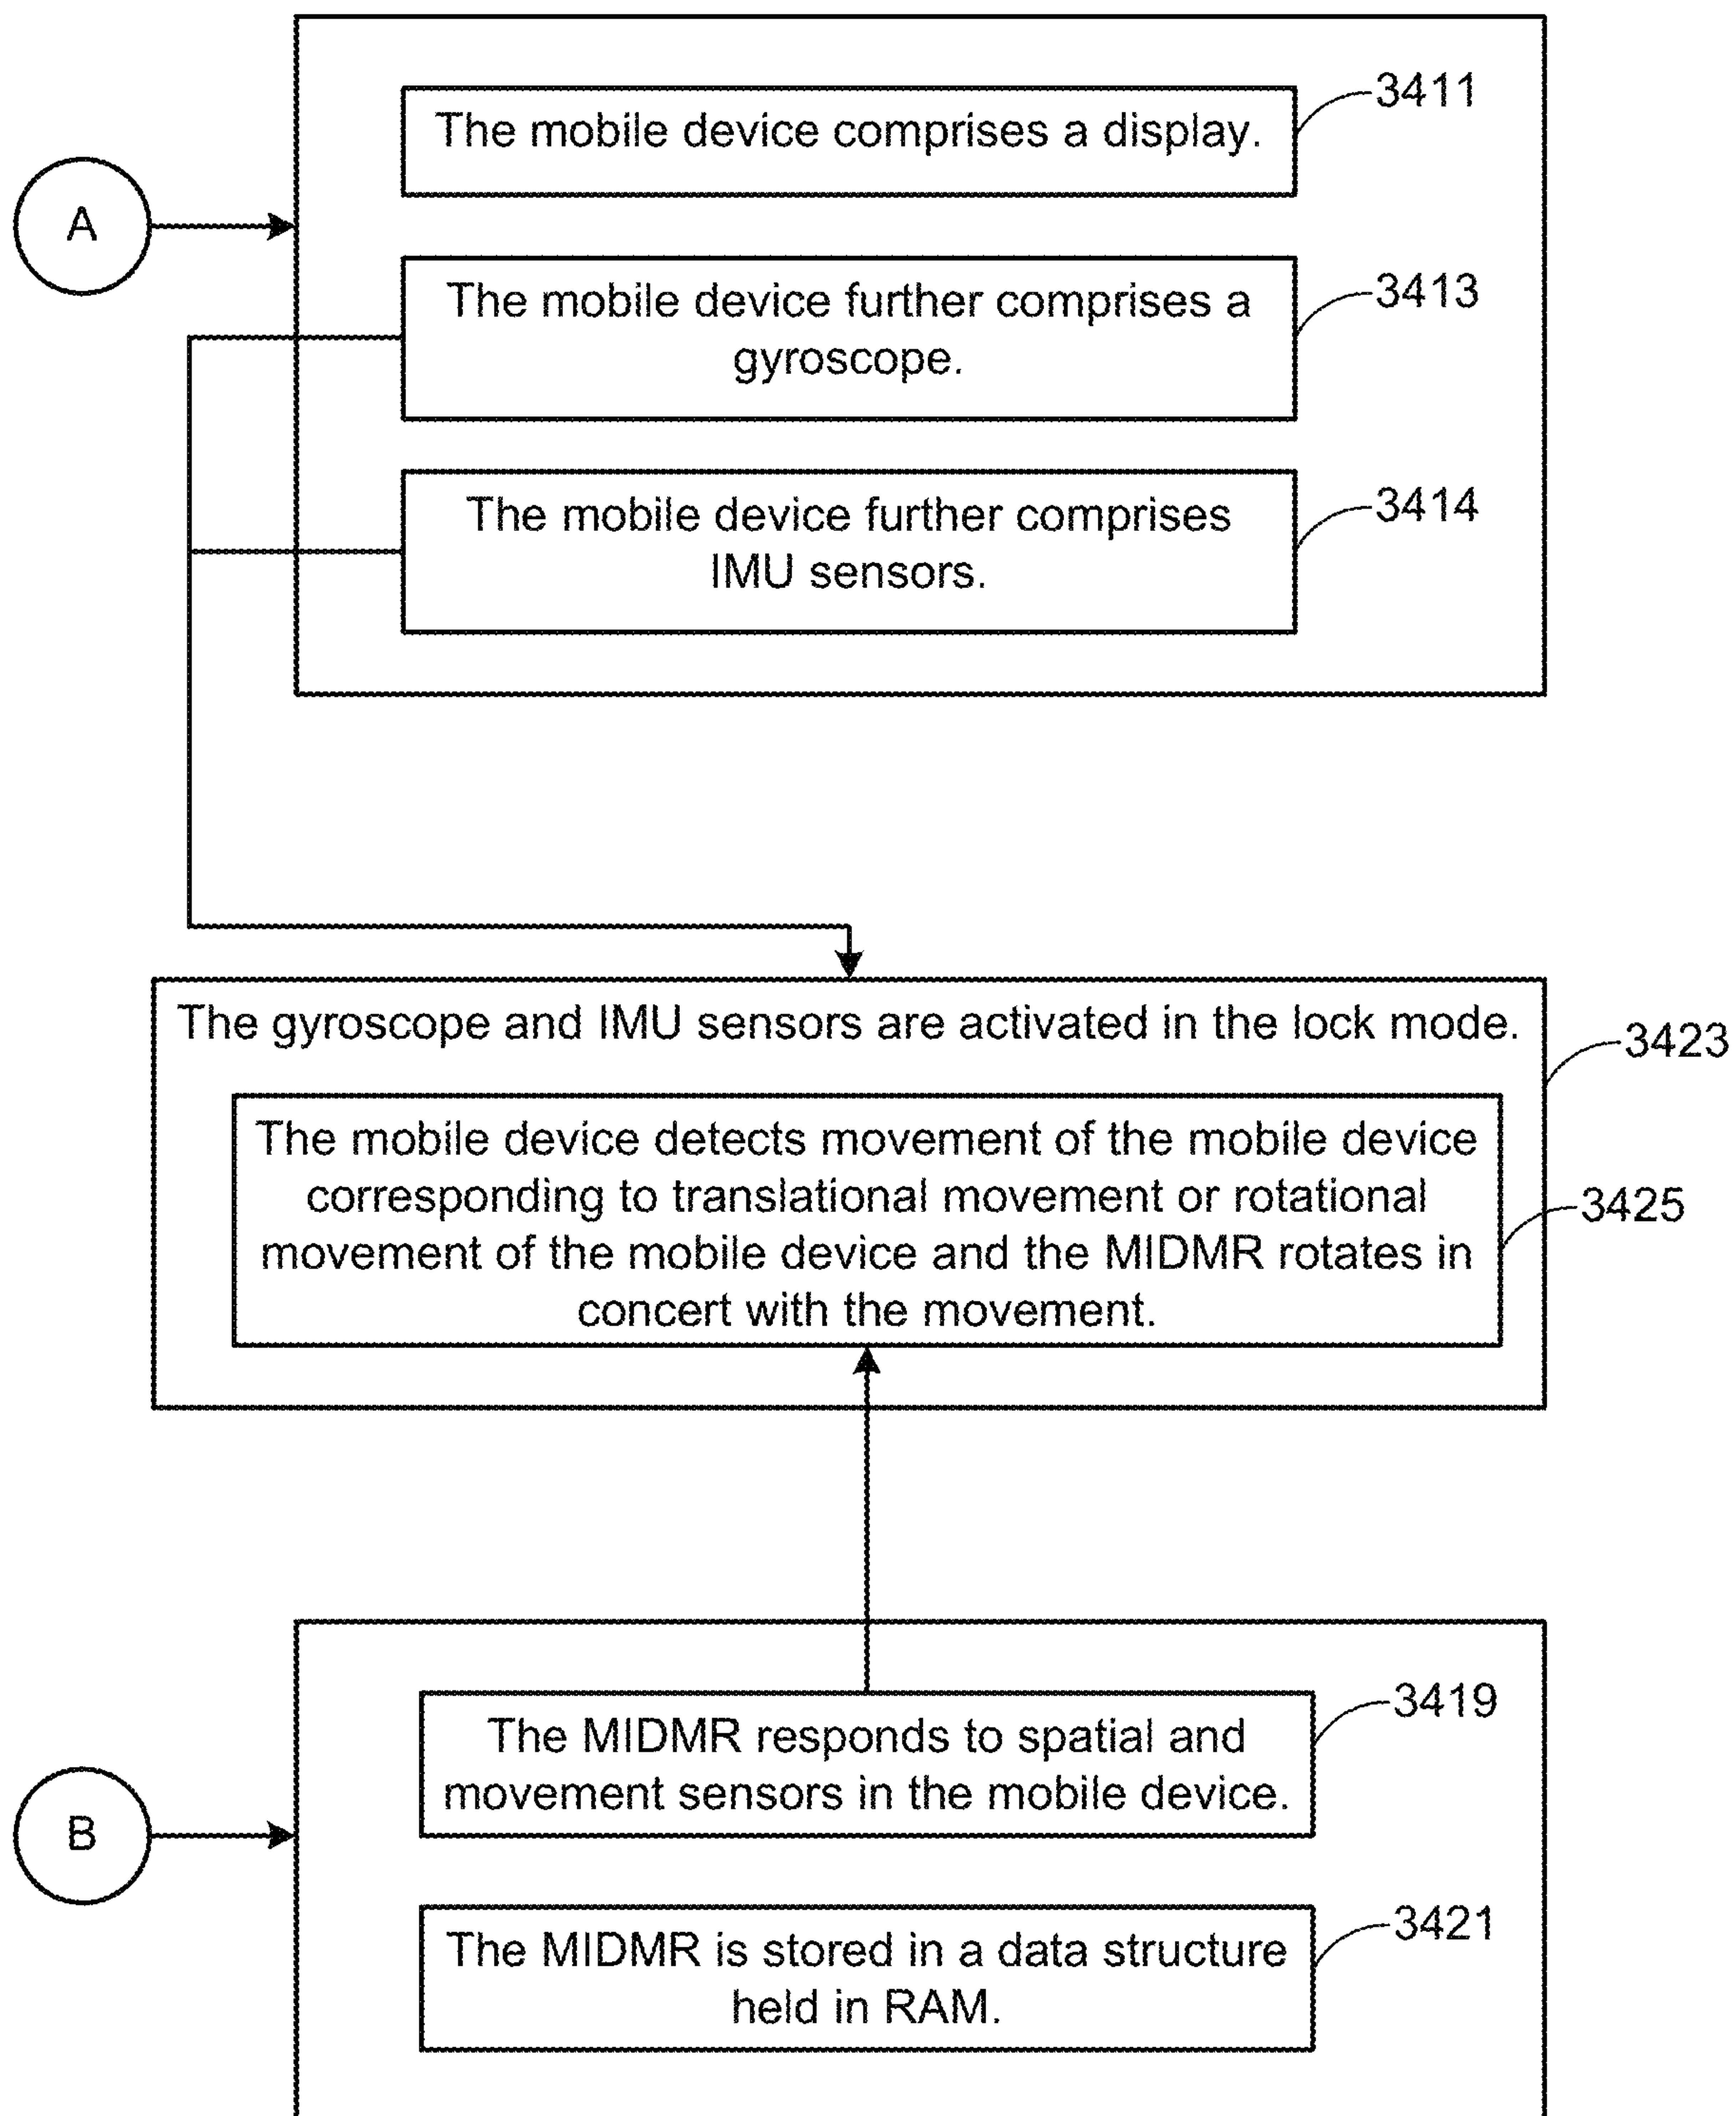 3411
The mobile device comprises a display.
A
3413
The mobile device further comprises a
gyroscope.
3414
The mobile device further comprises
IMU sensors.
The gyroscope and IMU sensors are activated in the lock mode.
3423
The mobile device detects movement of the mobile device
corresponding to translational movement or rotational
movement of the mobile device and the MIDMR rotates in
concert with the movement.
3425
3419
The MIDMR responds to spatial and
movement sensors in the mobile device.
B
3421
The MIDMR is stored in a data structure
held in RAM.